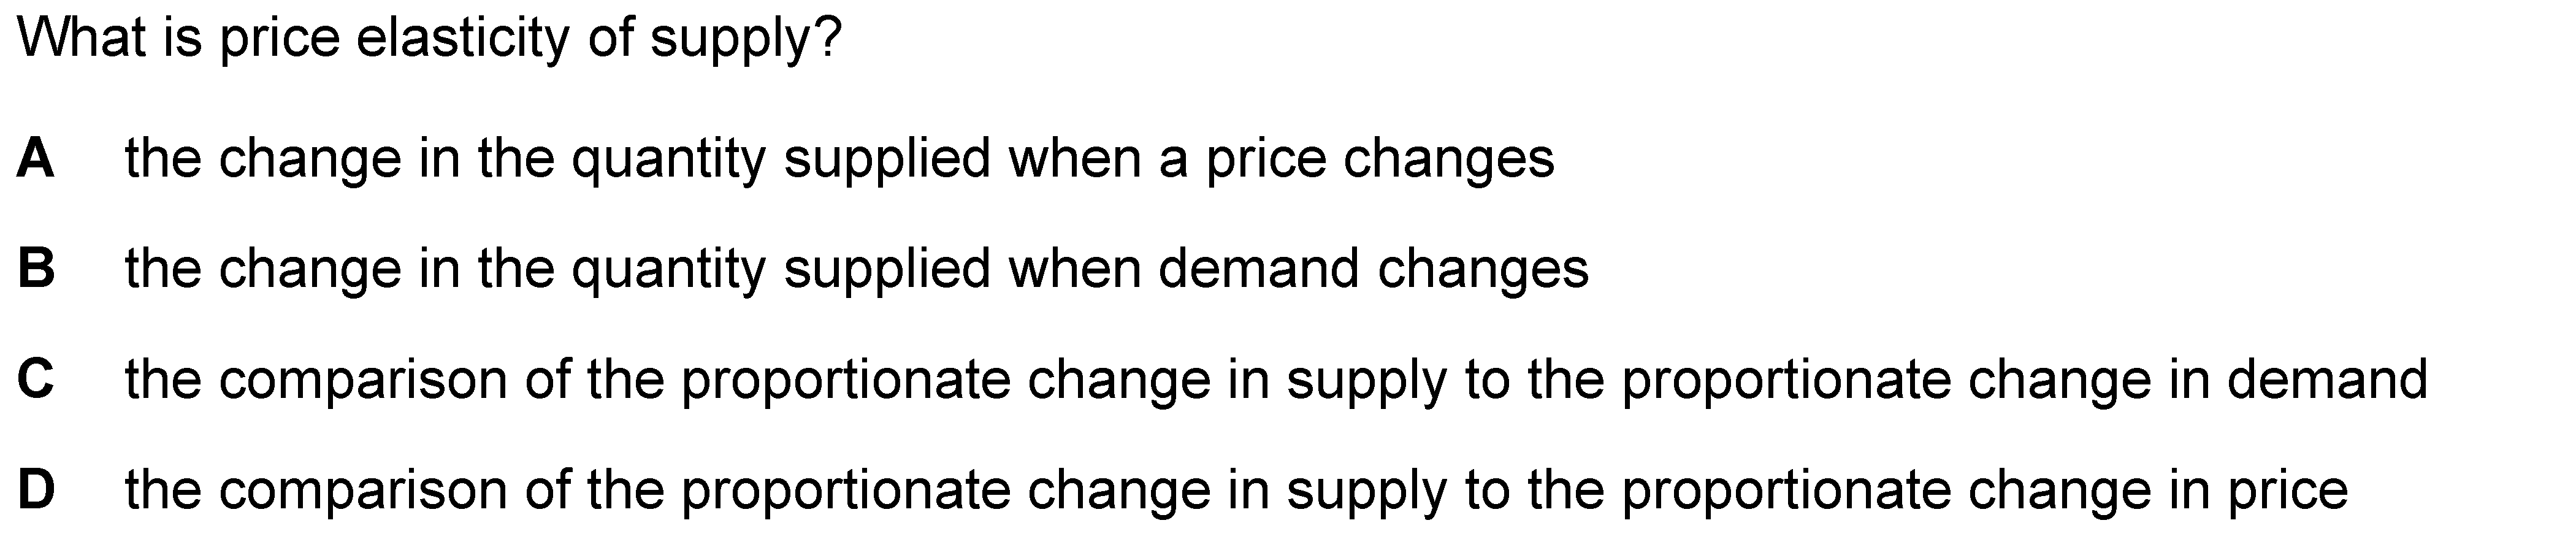 What is price elasticity of supply?
A the change in the quantity supplied when a price changes
B the change in the quantity supplied when demand changes
C the comparison of the proportionate change in supply to the proportionate change in demand
D the comparison of the proportionate change in supply to the proportionate change in price